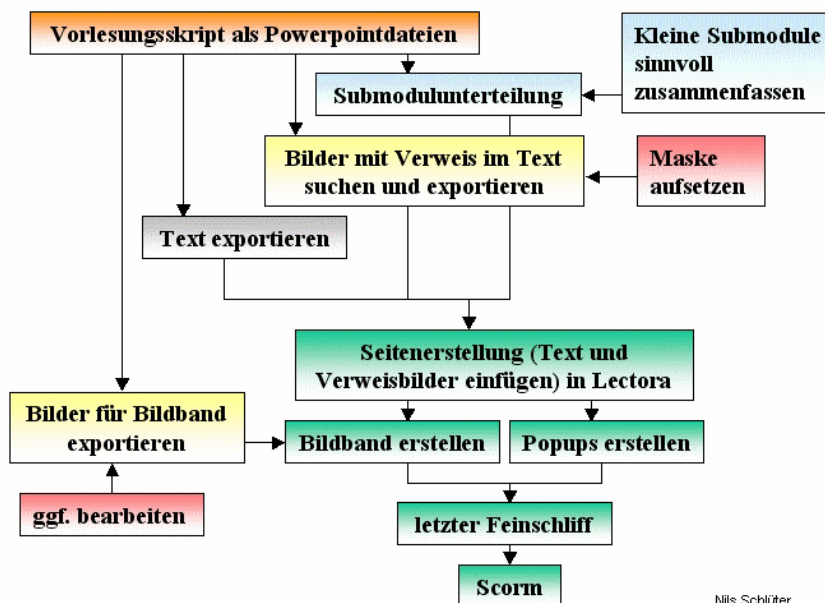 Vorlesungsskript als Powerpointdateien
Kleine Submodule
sinnvoll
zusammenfassen
Submodulunterteilung
Bilder mit Verweis im Text
suchen und exportieren
Maske
aufsetzen
Text exportieren
Seitenerstellung (Text und
Verweisbilder einfügen) in Lectora
Bilder für Bildband
exportieren
Bildband erstellen
Popups erstellen
ggf. bearbeiten
letzter Feinschliff
Scorm
Nils Schlüter